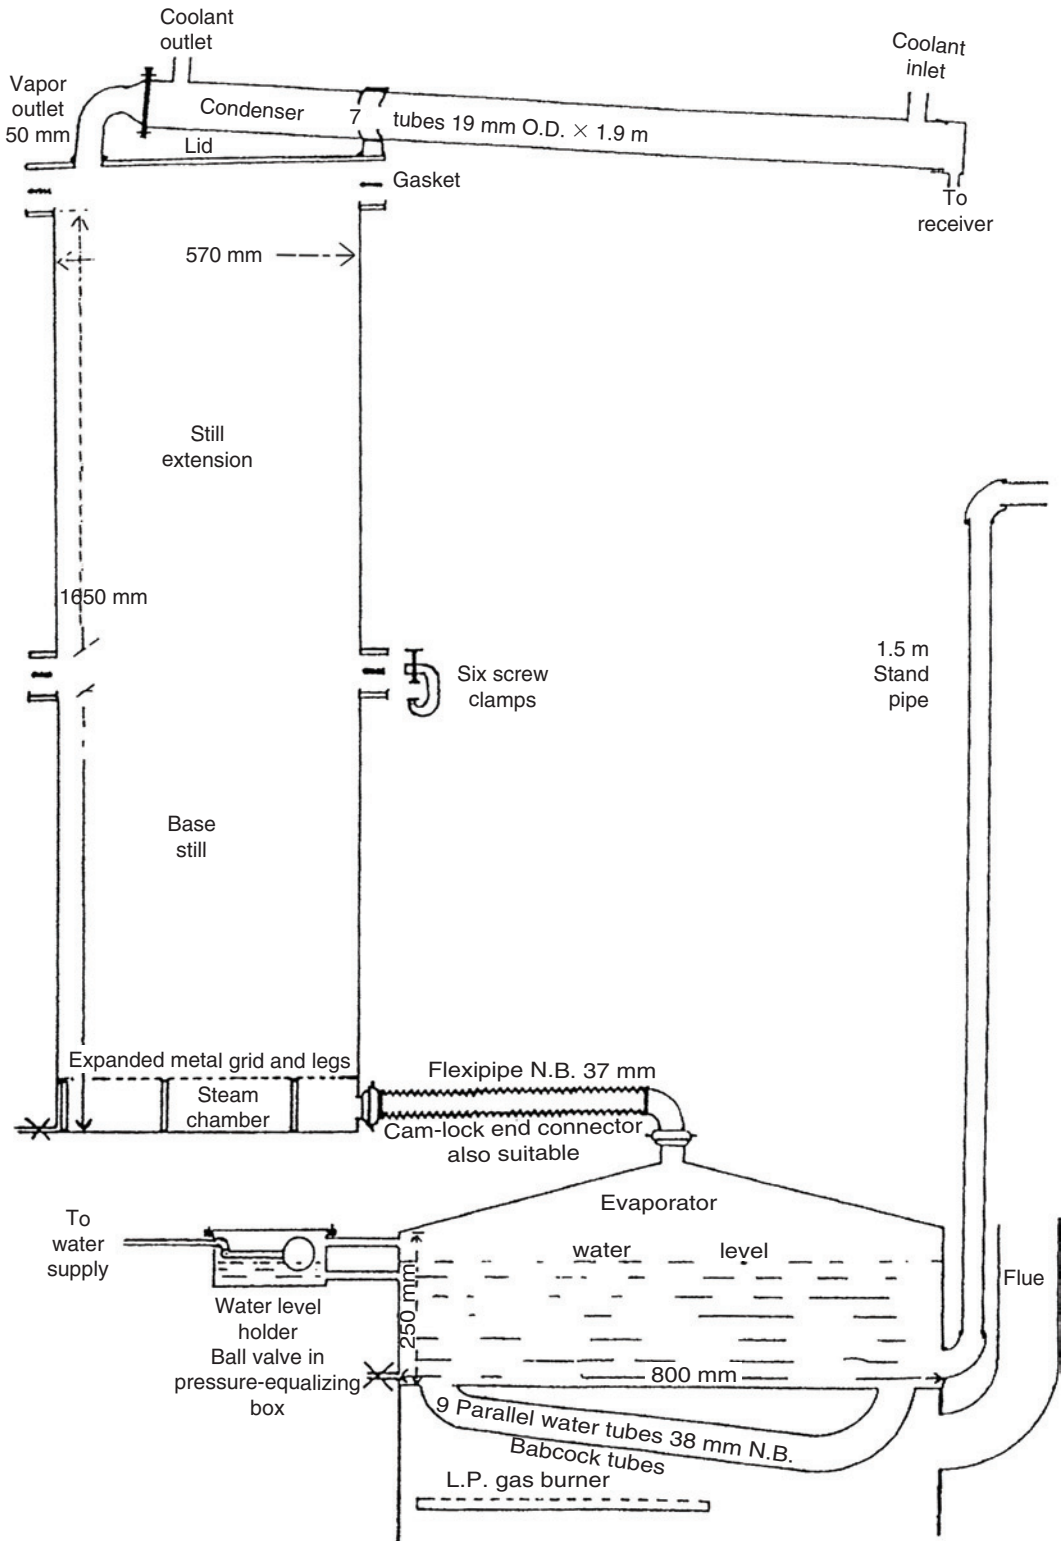 Coolant
outlet
Coolant
inlet
Vapor
outlet
50 mm
Condenser
7 tubes 19 mm O.D. × 1.9 m
Lid
Gasket
To
receiver
570 mm
Still
extension
1650 mm
1.5 m
Stand
pipe
Six screw
clamps
Base
still
Expanded metal grid and legs
Steam
chamber
Flexipipe N.B. 37 mm
Cam-lock end connector
also suitable
Evaporator
To
water
supply
water level
Flue
250 mm
Water level
holder
Ball valve in
pressure-equalizing
box
800 mm
9 Parallel water tubes 38 mm N.B.
Babcock tubes
L.P. gas burner